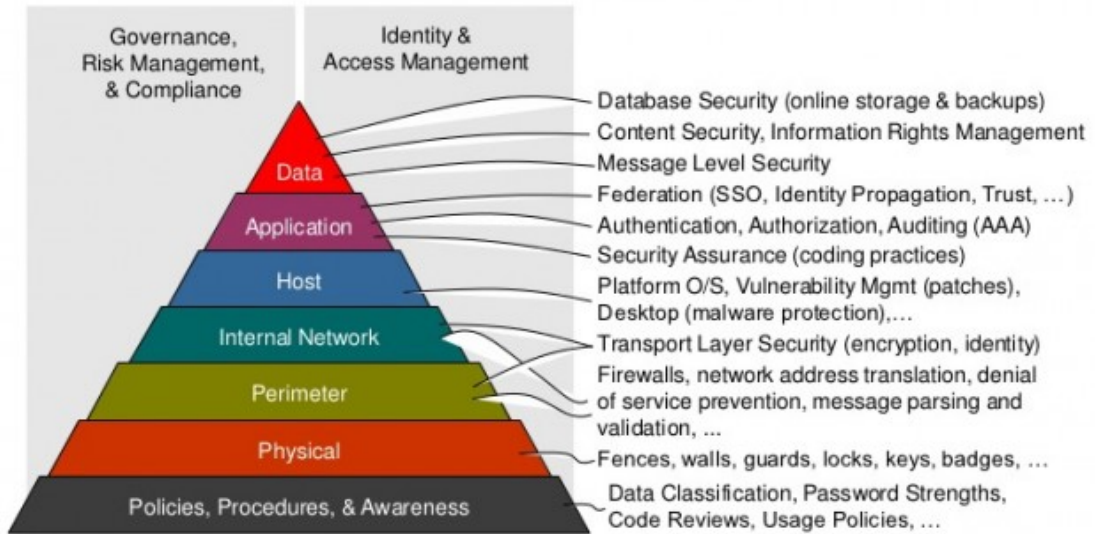 Governance,
Risk Management,
& Compliance
Identity &
Access Management
Data
Application
Host
Internal Network
Perimeter
Physical
Policies, Procedures, & Awareness
Database Security (online storage & backups)
Content Security, Information Rights Management
Message Level Security
Federation (SSO, Identity Propagation, Trust, ...)
Authentication, Authorization, Auditing (AAA)
Security Assurance (coding practices)
Platform O/S, Vulnerability Mgmt (patches),
Desktop (malware protection),...
Transport Layer Security (encryption, identity)
Firewalls, network address translation, denial
of service prevention, message parsing and
validation, ...
Fences, walls, guards, locks, keys, badges, ...
Data Classification, Password Strengths,
Code Reviews, Usage Policies, ...